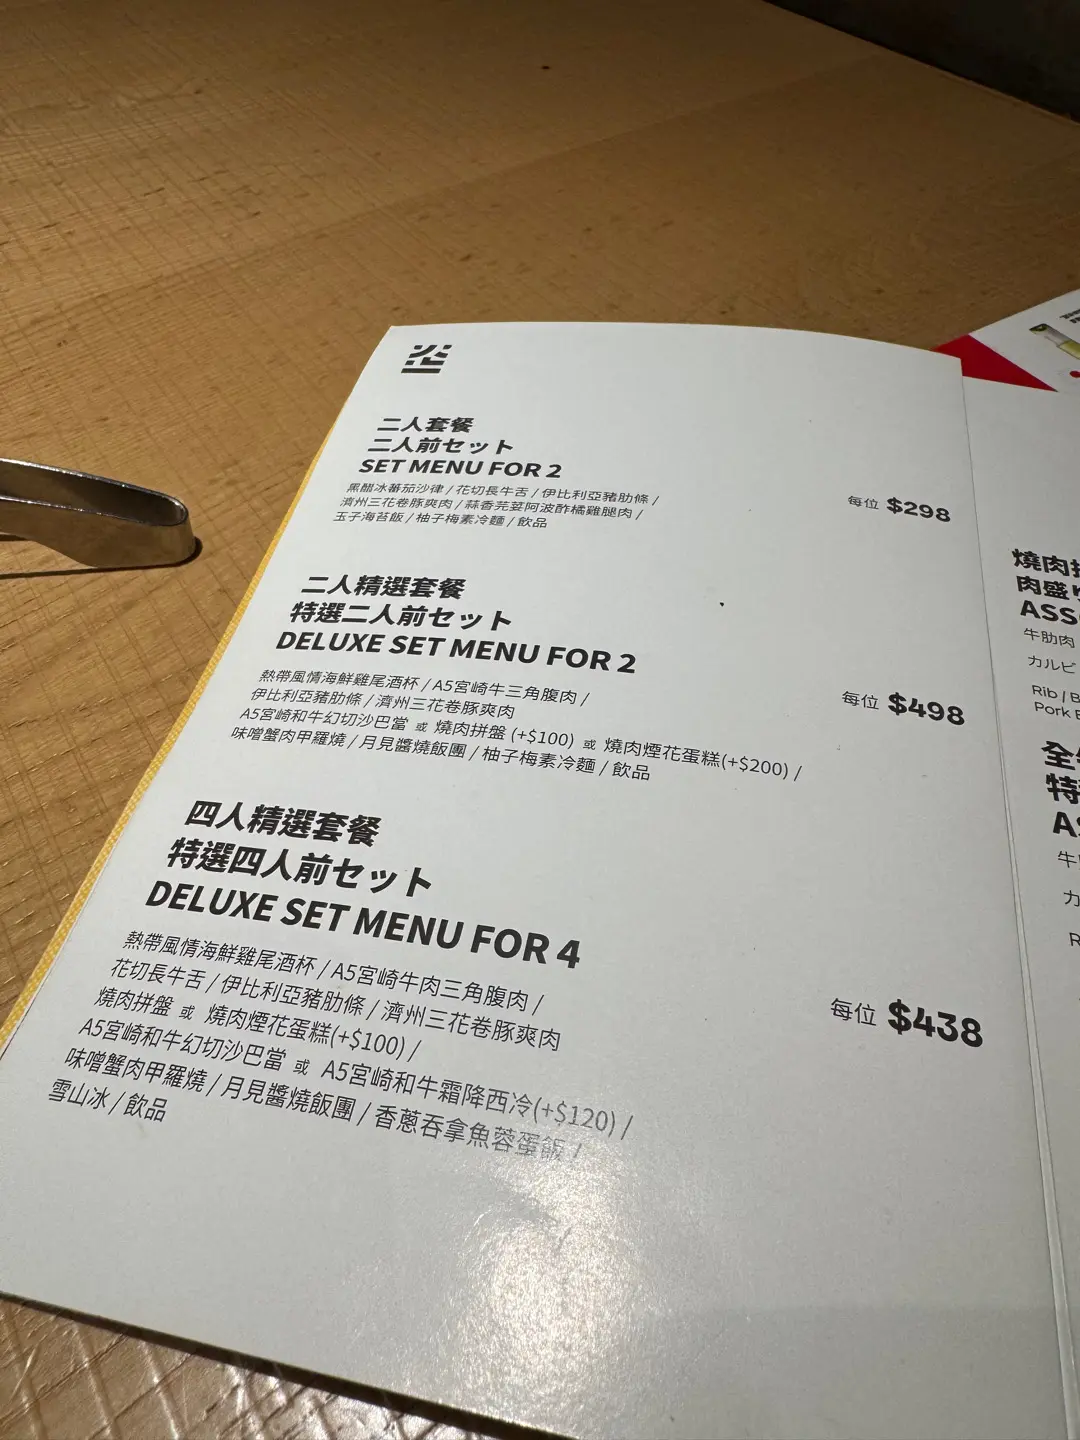 二人套餐
二人前セット
SET MENU FOR 2
黑醋冰蕃茄沙律 / 花切長牛舌 / 伊比利亞豬肋條 /
濟州三花卷豚爽肉 / 蒜香芫荽阿波酢橘雞腿肉 /
玉子海苔飯 / 柚子梅素冷麵 / 飲品
每位 $298
二人精選套餐
特選二人前セット
DELUXE SET MENU FOR 2
熱帶風情海鮮雞尾酒杯 / A5宮崎牛三角腹肉 /
伊比利亞豬肋條 / 濟州三花卷豚爽肉
A5宮崎和牛幻切沙巴當 或 燒肉拼盤 (+$100) 或 燒肉煙花蛋糕(+$200) /
味噌蟹肉甲羅燒 / 月見醬燒飯團 / 柚子梅素冷麵 / 飲品
每位 $498
四人精選套餐
特選四人前セット
DELUXE SET MENU FOR 4
熱帶風情海鮮雞尾酒杯 / A5宮崎牛肉三角腹肉 /
花切長牛舌 / 伊比利亞豬肋條 / 濟州三花卷豚爽肉
燒肉拼盤 或 燒肉煙花蛋糕(+$100) /
A5宮崎和牛幻切沙巴當 或 A5宮崎和牛霜降西冷(+$120) /
味噌蟹肉甲羅燒 / 月見醬燒飯團 / 香蔥吞拿魚蓉蛋飯 /
雪山冰 / 飲品
每位 $438
燒肉
肉盛
ASS
牛肋肉
カルビ
Rib /
Pork
全
特
A
牛
カ
R